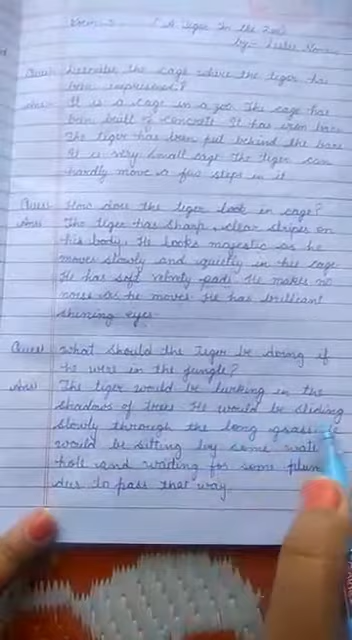 Poem-3 ( A Tiger In the Zoo)
by:- Leslie Norris
Ques: Describe the cage where the tiger has
been imprisoned?
Ans: It is a cage in a zoo. The cage has
been built of concrete. It has iron bars
The tiger has been put behind the bars
It is very small cage the tiger can
hardly move a few steps in it
Ques: How does the tiger look in cage?
Ans The tiger has sharp, clear stripes on
his body. He looks majestic as he
moves slowly and quietly in his cage
He has soft velvety pads. He makes no
noise as he moves. He has brilliant
shining eyes
Ques: What should the Tiger be doing if
he were in the jungle?
Ans: The tiger would be lurking in the
shadows of trees. He would be sliding
slowly through the long grass
would be sitting by some
hole and waiting for some plum
to pass that way